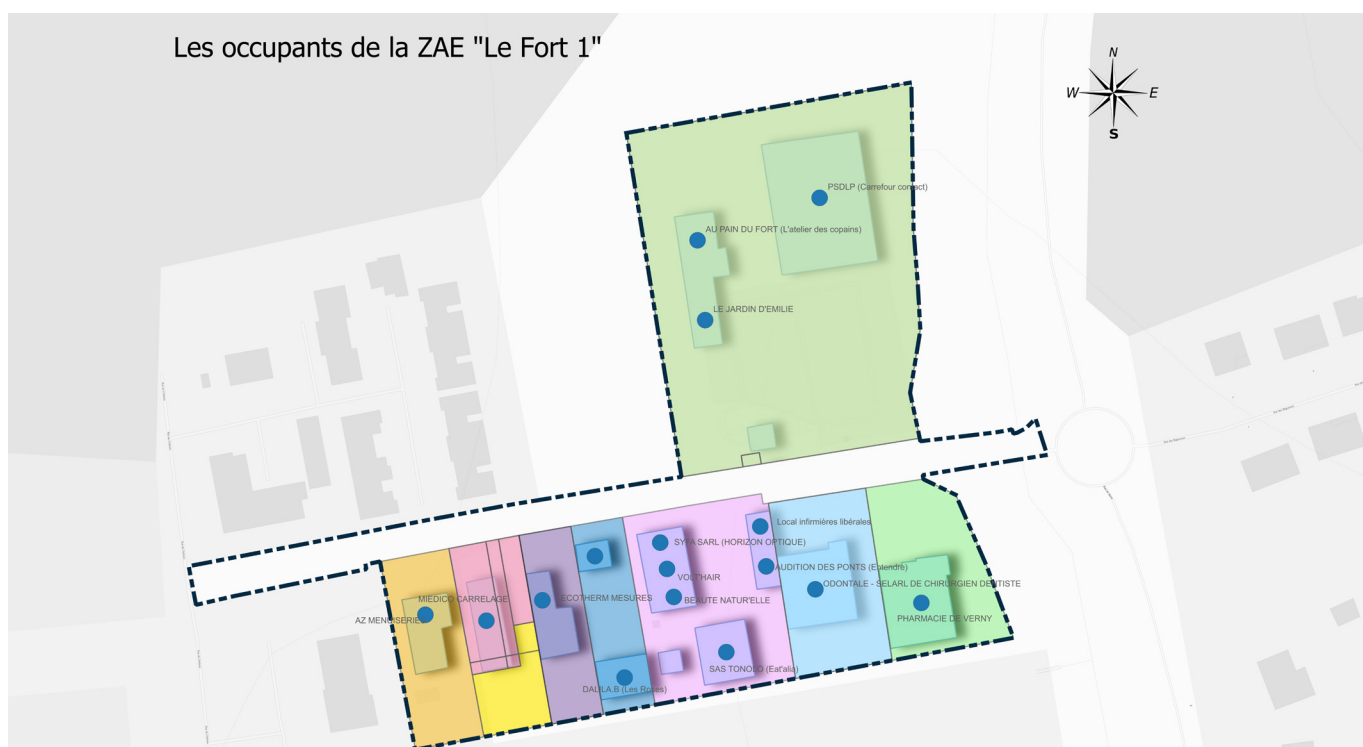 Les occupants de la ZAE "Le Fort 1"
N
W
E
S
PSDLP (Carrefour contact)
AU PAIN DU FORT (L'atelier des copains)
LE JARDIN D'EMILIE
Local infirmières libérales
SYFA SARL (HORIZON OPTIQUE)
AUDITION DES PONTS (Entendre)
VOLT'HAIR
ODONTALE - SELARL DE CHIRURGIEN DENTISTE
BEAUTE NATUR'ELLE
MIEDICO CARRELAGE
ECOTHERM MESURES
AZ MENUISERIES
PHARMACIE DE VERNY
SAS TONOLO (Eat'alia)
DALILA.B (Les Roses)